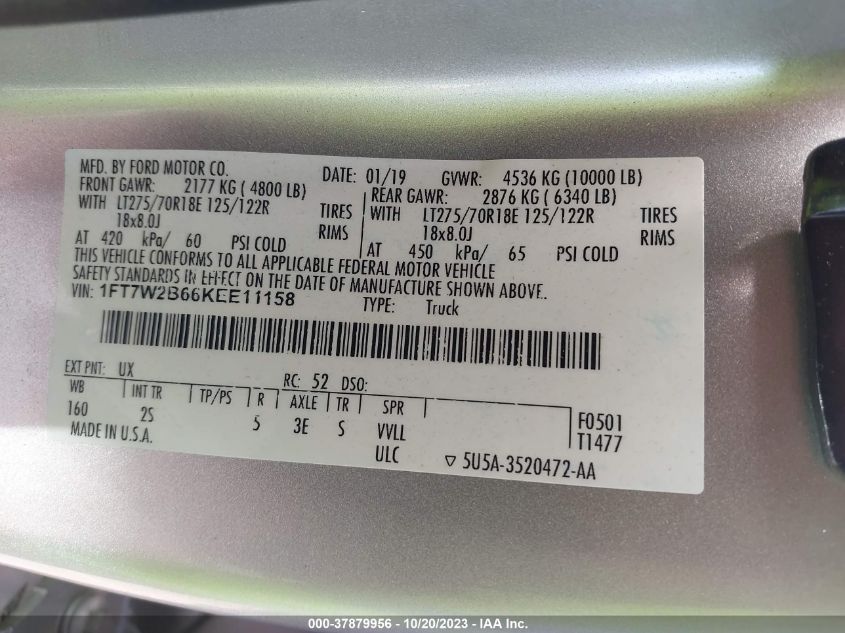 MFD. BY FORD MOTOR CO. DATE: 01/19 GVWR: 4536 KG (10000 LB)
FRONT GAWR: 2177 KG ( 4800 LB) REAR GAWR: 2876 KG ( 6340 LB)
WITH LT275/70R18E 125/122R TIRES WITH LT275/70R18E 125/122R TIRES
18x8.0J RIMS 18x8.0J RIMS
AT 420 kPa/ 60 PSI COLD AT 450 kPa/ 65 PSI COLD
THIS VEHICLE CONFORMS TO ALL APPLICABLE FEDERAL MOTOR VEHICLE
SAFETY STANDARDS IN EFFECT ON THE DATE OF MANUFACTURE SHOWN ABOVE.
VIN: 1FT7W2B66KEE11158 TYPE: Truck
EXT PNT: UX RC: 52 DSO:
WB INT TR TP/PS R AXLE TR SPR
160 2S 5 3E S VVLL F0501
MADE IN U.S.A. ULC T1477
▽ 5U5A-3520472-AA
000-37879956 - 10/20/2023 - IAA Inc.